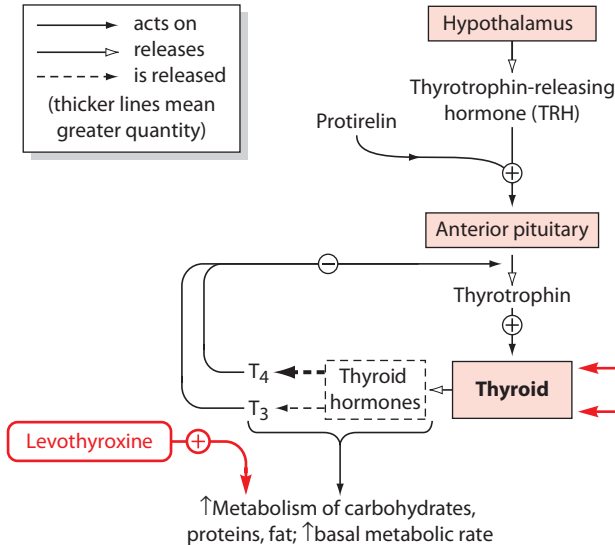 acts on
releases
is released
(thicker lines mean
greater quantity)
Hypothalamus
Thyrotrophin-releasing
hormone (TRH)
Protirelin
+
Anterior pituitary
−
Thyrotrophin
+
T4
Thyroid
hormones
Thyroid
T3
Levothyroxine
+
↑Metabolism of carbohydrates,
proteins, fat; ↑basal metabolic rate